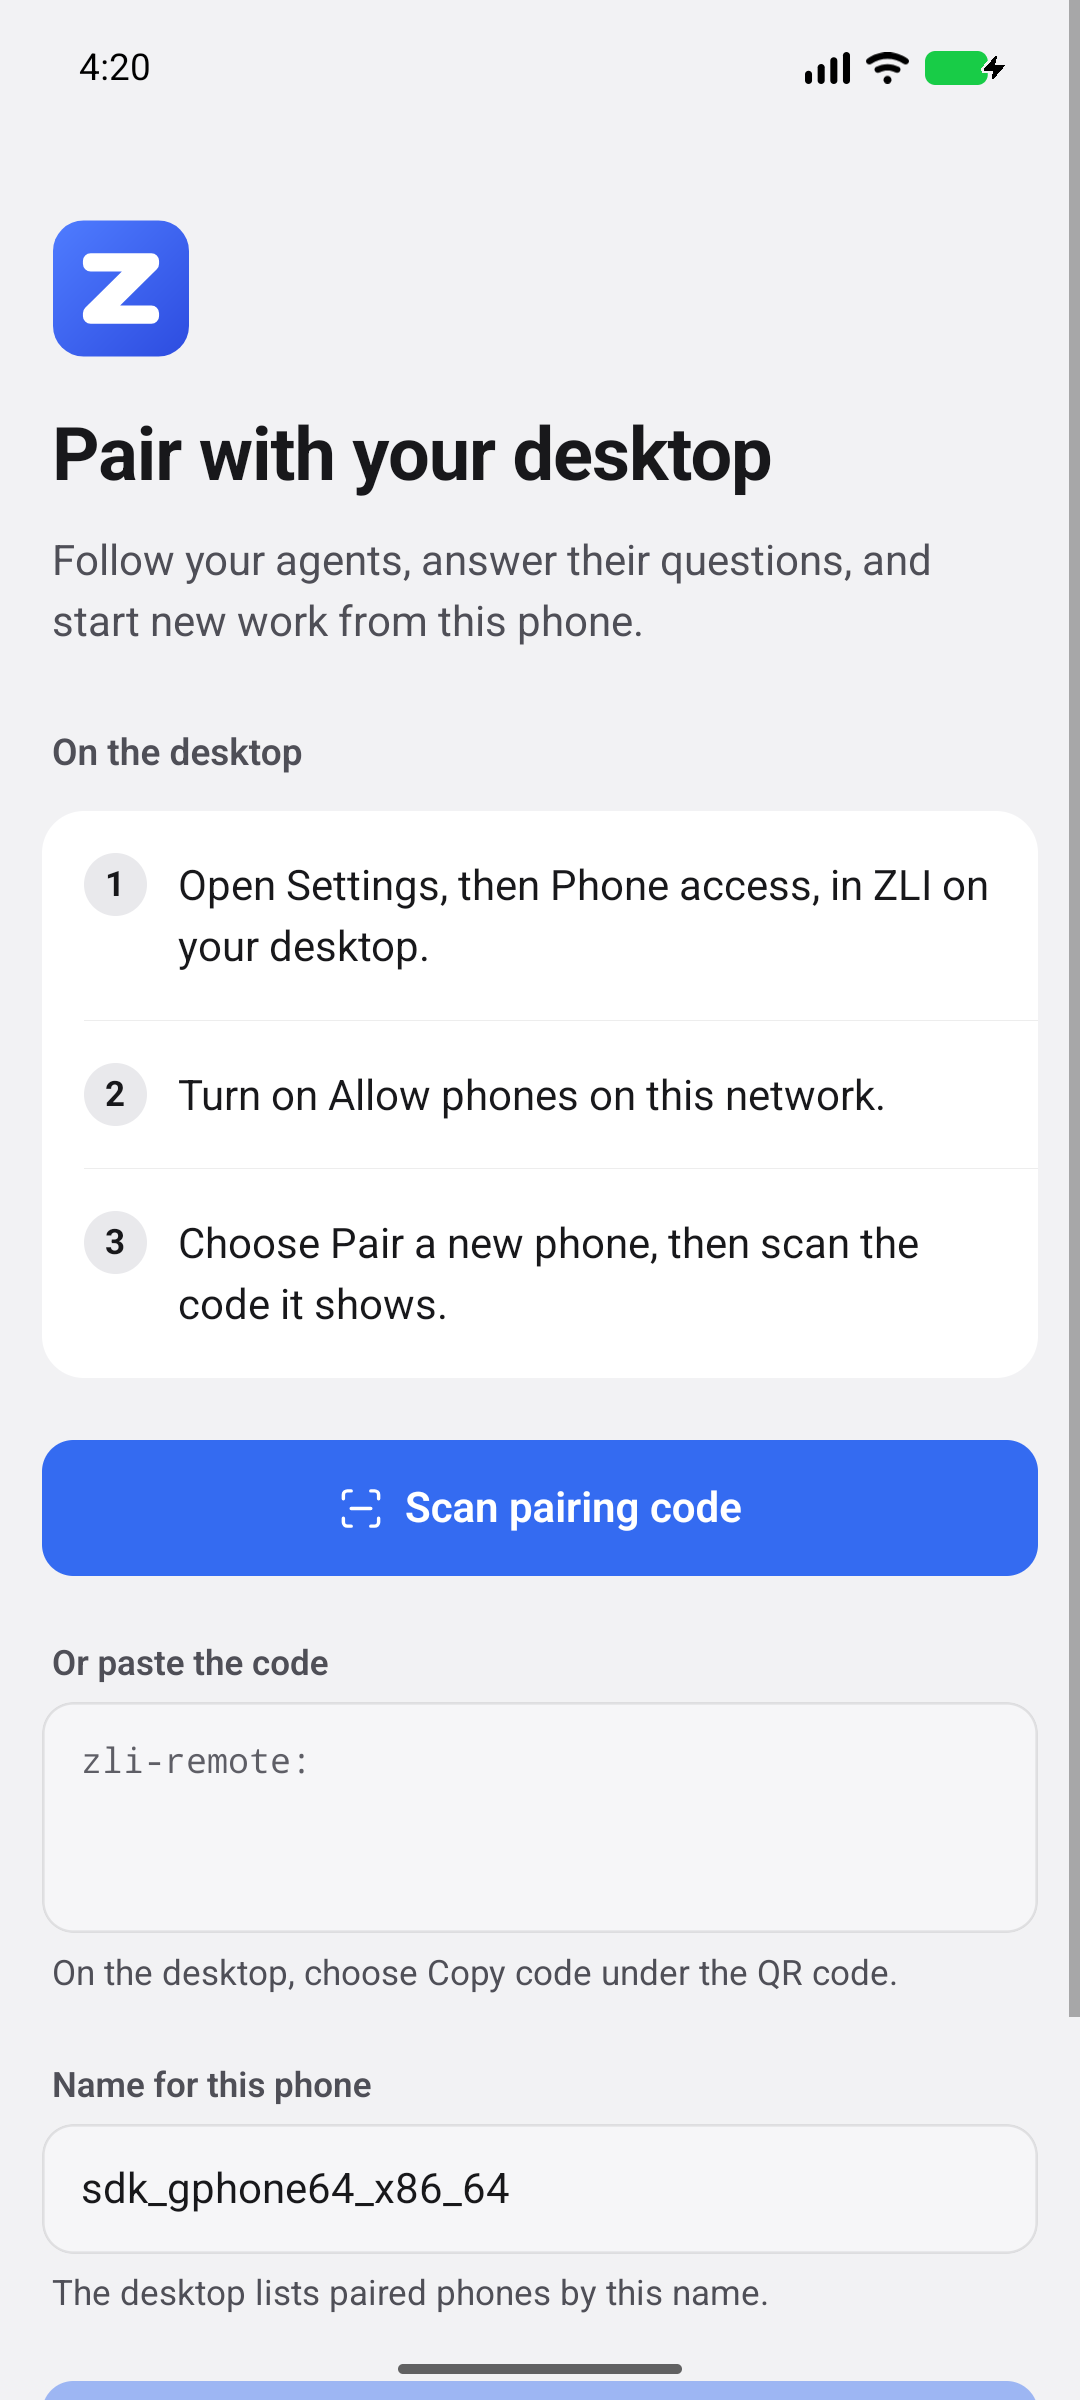 4:20
Z
Pair with your desktop
Follow your agents, answer their questions, and
start new work from this phone.
On the desktop
1 Open Settings, then Phone access, in ZLI on
your desktop.
2 Turn on Allow phones on this network.
3 Choose Pair a new phone, then scan the
code it shows.
Scan pairing code
Or paste the code
zli-remote:
On the desktop, choose Copy code under the QR code.
Name for this phone
sdk_gphone64_x86_64
The desktop lists paired phones by this name.